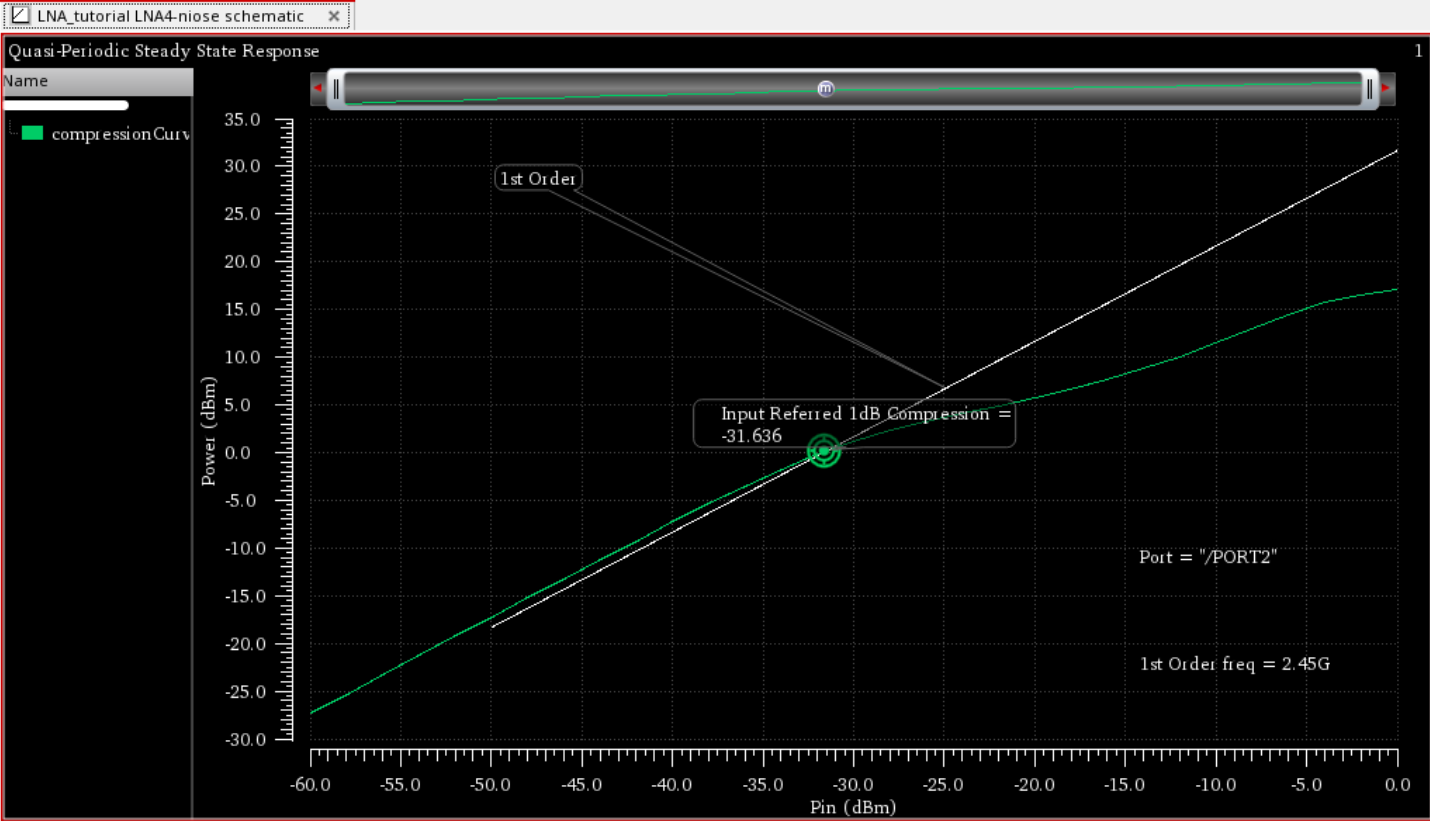 LNA_tutorial LNA4-niose schematic ×
Quasi-Periodic Steady State Response
1
Name
m
compressionCurv
35.0
30.0
25.0
20.0
15.0
10.0
5.0
0.0
-5.0
-10.0
-15.0
-20.0
-25.0
-30.0
Power (dBm)
1st Order
Input Referred 1dB Compression =
-31.636
Port = "/PORT2"
1st Order freq = 2.45G
-60.0 -55.0 -50.0 -45.0 -40.0 -35.0 -30.0 -25.0 -20.0 -15.0 -10.0 -5.0 0.0
Pin (dBm)